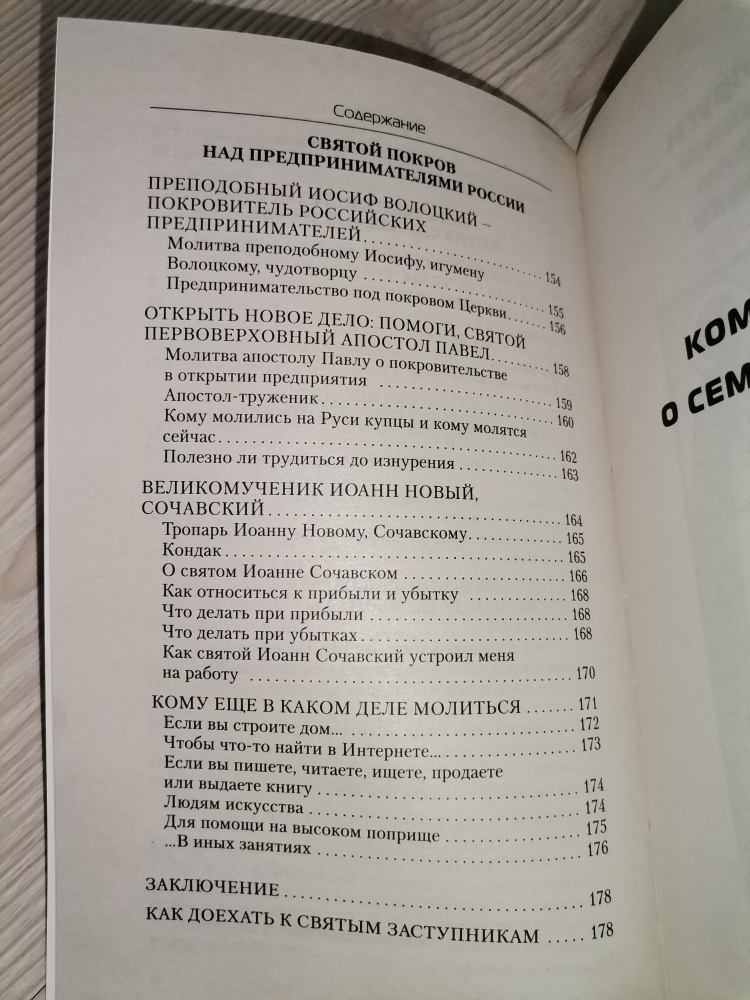 Содержание
СВЯТОЙ ПОКРОВ
НАД ПРЕДПРИНИМАТЕЛЯМИ РОССИИ
ПРЕПОДОБНЫЙ ИОСИФ ВОЛОЦКИЙ –
ПОКРОВИТЕЛЬ РОССИЙСКИХ
ПРЕДПРИНИМАТЕЛЕЙ 154
Молитва преподобному Иосифу, игумену
Волоцкому, чудотворцу 155
Предпринимательство под покровом Церкви 156
ОТКРЫТЬ НОВОЕ ДЕЛО: ПОМОГИ, СВЯТОЙ
ПЕРВОВЕРХОВНЫЙ АПОСТОЛ ПАВЕЛ 158
Молитва апостолу Павлу о покровительстве
в открытии предприятия 159
Апостол-труженик 160
Кому молились на Руси купцы и кому молятся
сейчас 162
Полезно ли трудиться до изнурения 163
ВЕЛИКОМУЧЕНИК ИОАНН НОВЫЙ,
СОЧАВСКИЙ 164
Тропарь Иоанну Новому, Сочавскому 165
Кондак 165
О святом Иоанне Сочавском 166
Как относиться к прибыли и убытку 168
Что делать при прибыли 168
Что делать при убытках 168
Как святой Иоанн Сочавский устроил меня
на работу 170
КОМУ ЕЩЕ В КАКОМ ДЕЛЕ МОЛИТЬСЯ 171
Если вы строите дом... 172
Чтобы что-то найти в Интернете... 173
Если вы пишете, читаете, ищете, продаете
или выдаете книгу 174
Людям искусства 174
Для помощи на высоком поприще 175
...В иных занятиях 176
ЗАКЛЮЧЕНИЕ 178
КАК ДОЕХАТЬ К СВЯТЫМ ЗАСТУПНИКАМ 178
КОМ
О СЕМ